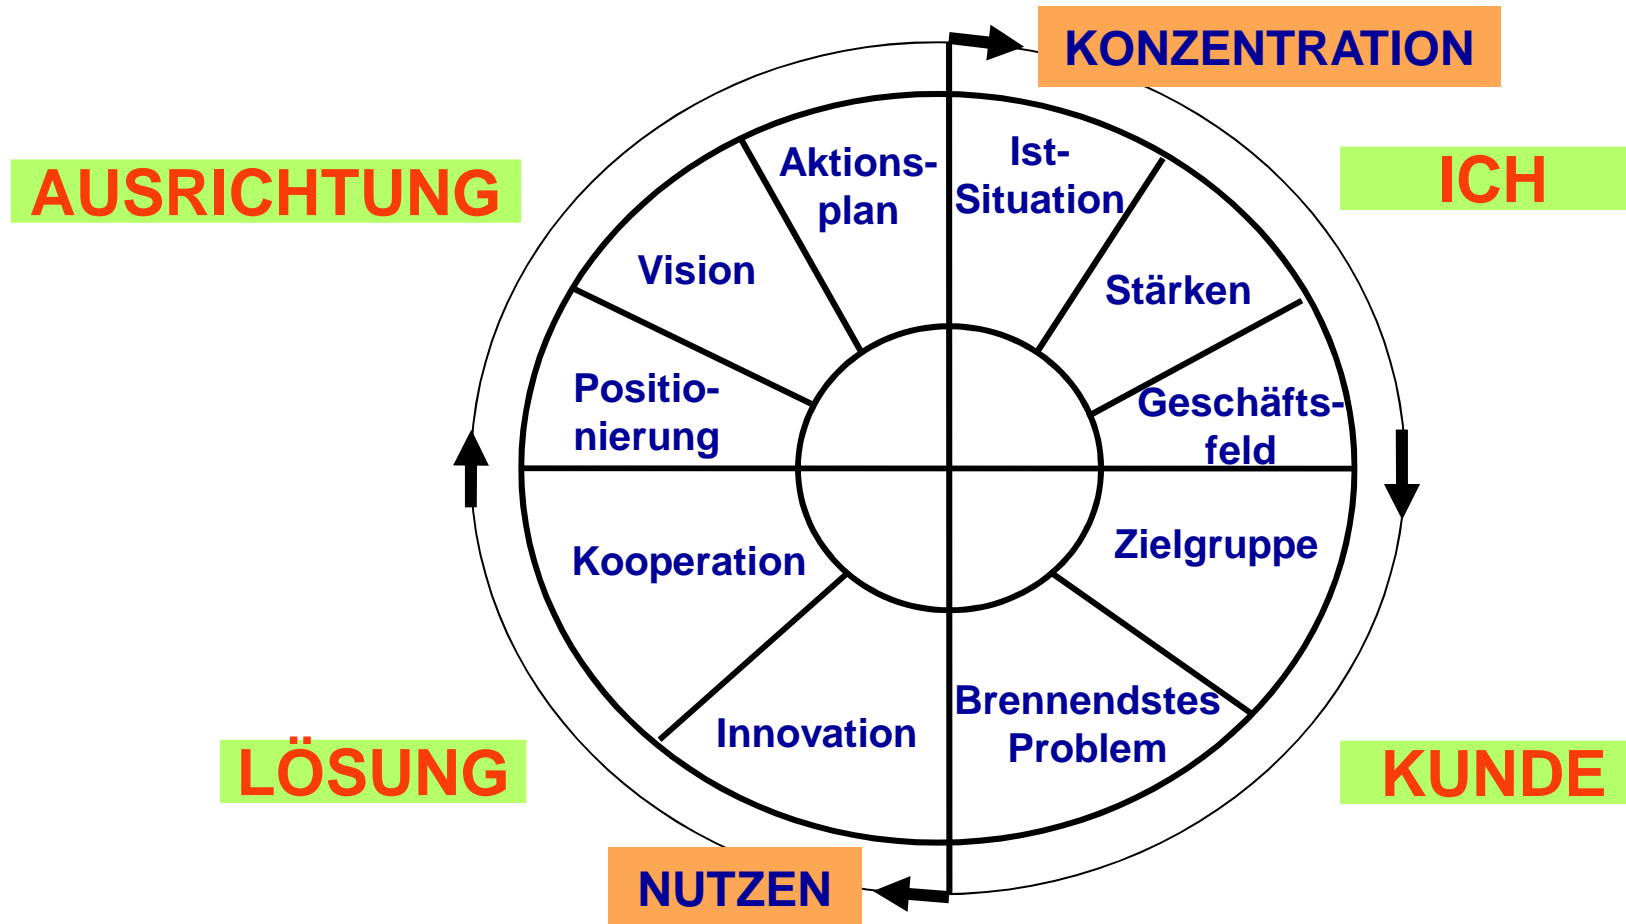 KONZENTRATION
AUSRICHTUNG
ICH
Aktions-
plan
Ist-
Situation
Vision
Stärken
Positio-
nierung
Geschäfts-
feld
Kooperation
Zielgruppe
Innovation
Brennendstes
Problem
LÖSUNG
KUNDE
NUTZEN